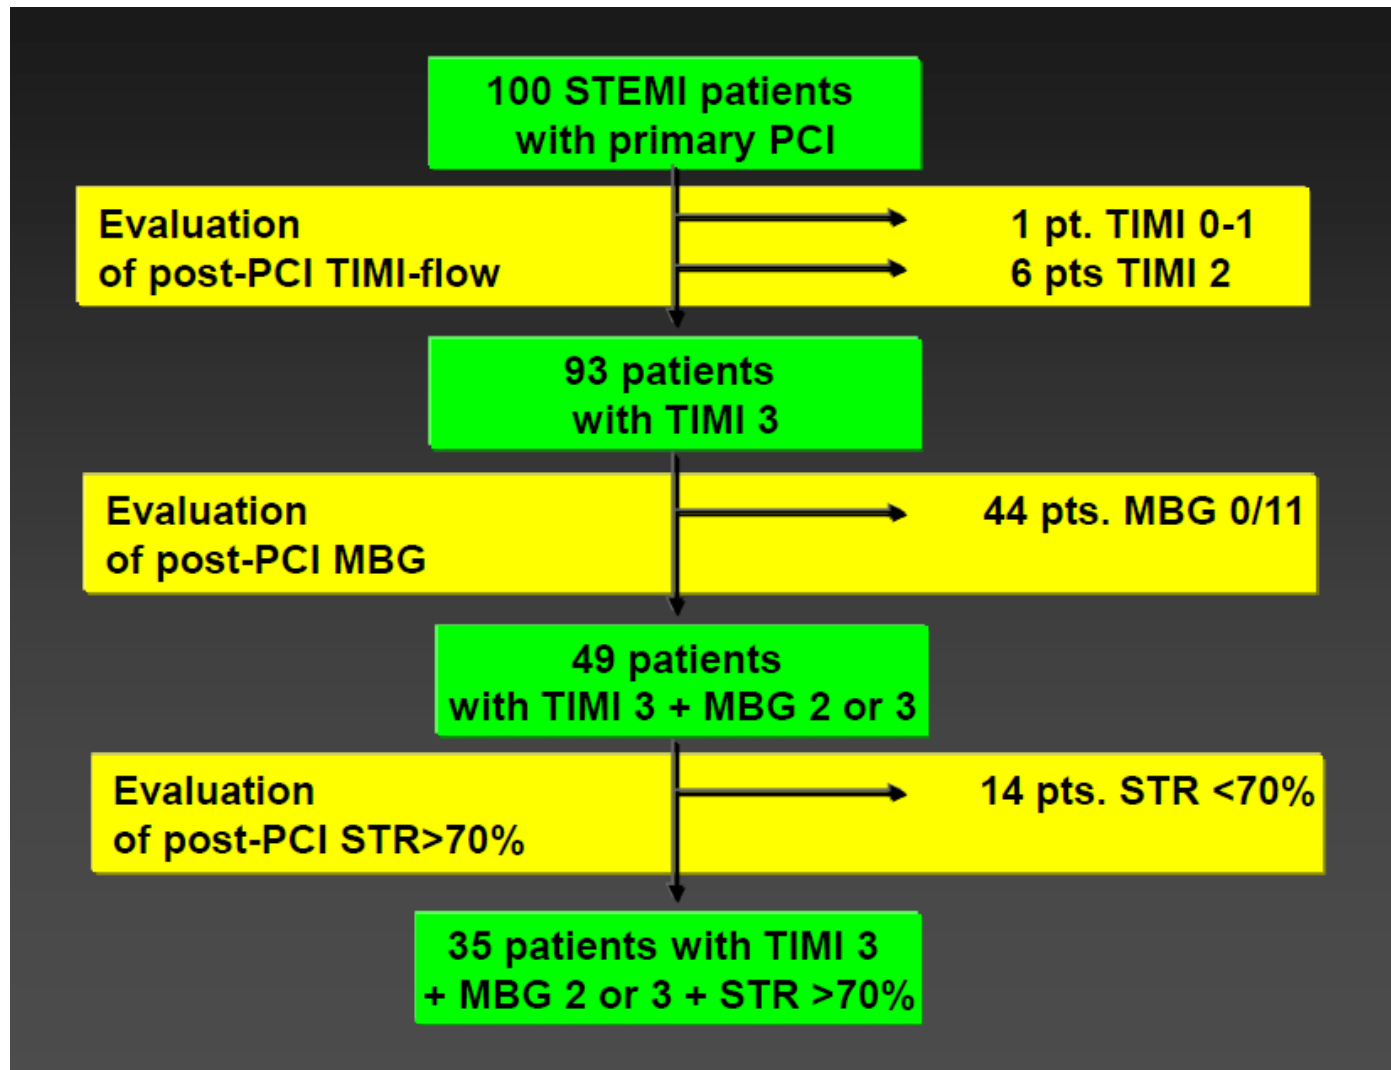 100 STEMI patients
with primary PCI
Evaluation
of post-PCI TIMI-flow
1 pt. TIMI 0-1
6 pts TIMI 2
93 patients
with TIMI 3
Evaluation
of post-PCI MBG
44 pts. MBG 0/11
49 patients
with TIMI 3 + MBG 2 or 3
Evaluation
of post-PCI STR>70%
14 pts. STR <70%
35 patients with TIMI 3
+ MBG 2 or 3 + STR >70%